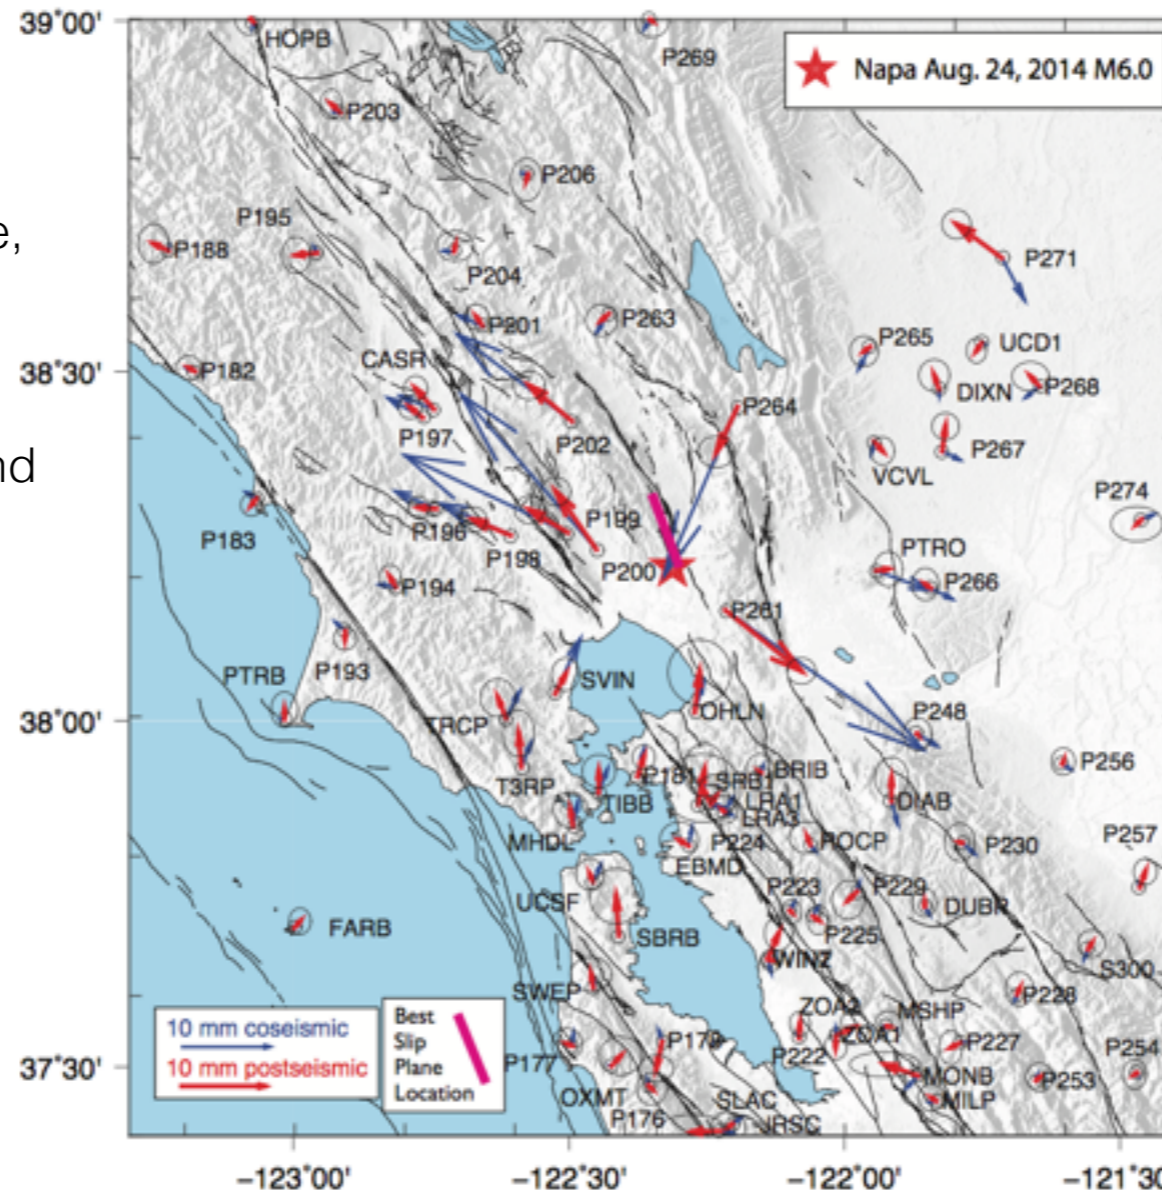 39°00'
HOPB
P269
Napa Aug. 24, 2014 M6.0
P203
P206
e,
P195
P188
P204
P271
P201
P263
P265
UCD1
38°30'
CASR
P182
P264
DIXN
P268
P197
P202
P267
nd
VCVL
P274
P183
P196
P199
PTRO
P198
P200
P266
P194
P261
PTRB
P193
SVIN
38°00'
TRCP
OHLN
P248
P256
P181
BRIB
T3RP
TIBB
SRB1
LRA1
DIAB
LRA3
MHDL
P224
ROCP
P230
P257
EBMD
P223
P229
UCSF
DUBR
FARB
SBRB
P225
WINZ
S300
SWEP
ZOA2
MSHP
P228
10 mm coseismic
10 mm postseismic
Best
Slip
Plane
Location
P177
P178
P222
ZOA1
P227
P254
37°30'
OXMT
SLAC
MONB
P253
P176
JRSC
MILP
−123°00'
−122°30'
−122°00'
−121°30